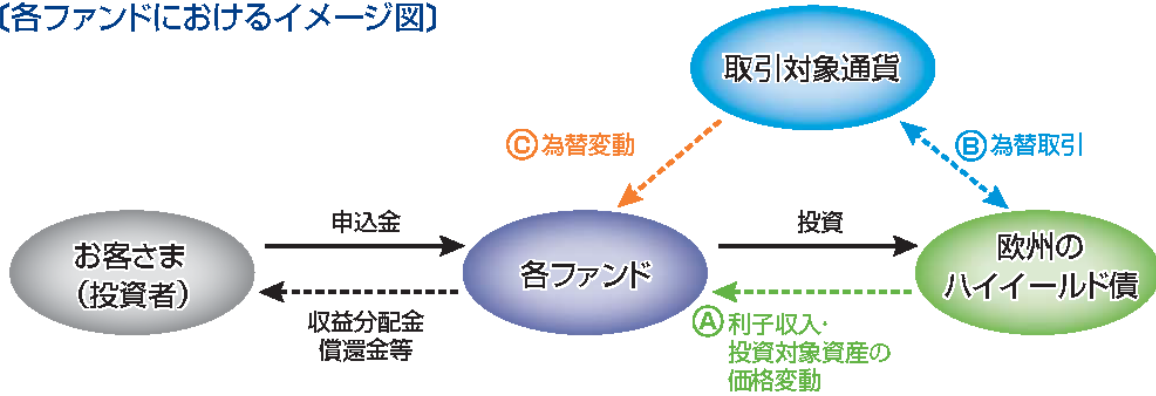 〔各ファンドにおけるイメージ図〕
取引対象通貨
Ⓒ為替変動
Ⓑ為替取引
申込金
投資
お客さま
（投資者）
各ファンド
欧州の
ハイイールド債
収益分配金
償還金等
Ⓐ利子収入・
投資対象資産の
価格変動